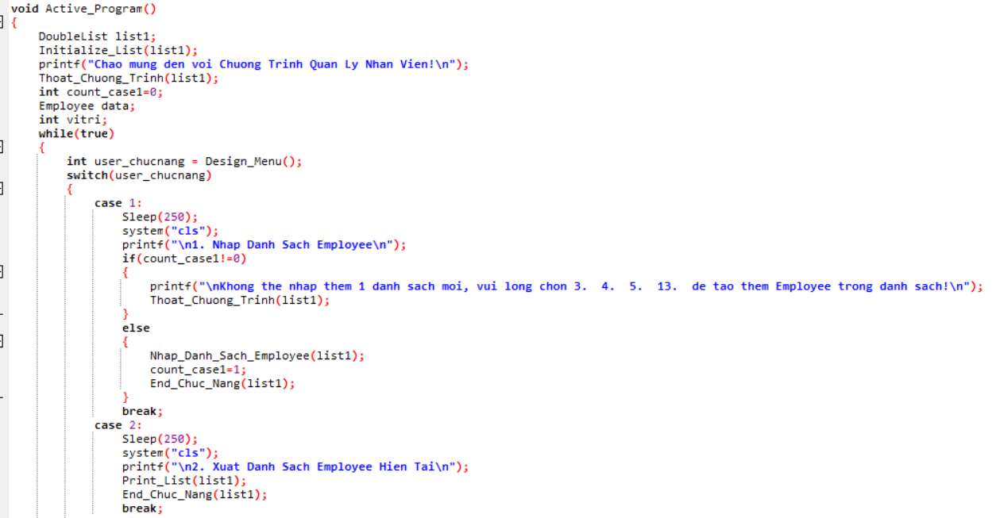 void Active_Program()
{
    DoubleList list1;
    Initialize_List(list1);
    printf("Chao mung den voi Chuong Trinh Quan Ly Nhan Vien!\n");
    Thoat_Chuong_Trinh(list1);
    int count_case1=0;
    Employee data;
    int vitri;
    while(true)
    {
        int user_chucnang = Design_Menu();
        switch(user_chucnang)
        {
            case 1:
                Sleep(250);
                system("cls");
                printf("\n1. Nhap Danh Sach Employee\n");
                if(count_case1!=0)
                {
                    printf("\nKhong the nhap them 1 danh sach moi, vui long chon 3.  4.  5.  13.  de tao them Employee trong danh sach!\n");
                    Thoat_Chuong_Trinh(list1);
                }
                else
                {
                    Nhap_Danh_Sach_Employee(list1);
                    count_case1=1;
                    End_Chuc_Nang(list1);
                }
                break;
            case 2:
                Sleep(250);
                system("cls");
                printf("\n2. Xuat Danh Sach Employee Hien Tai\n");
                Print_List(list1);
                End_Chuc_Nang(list1);
                break;